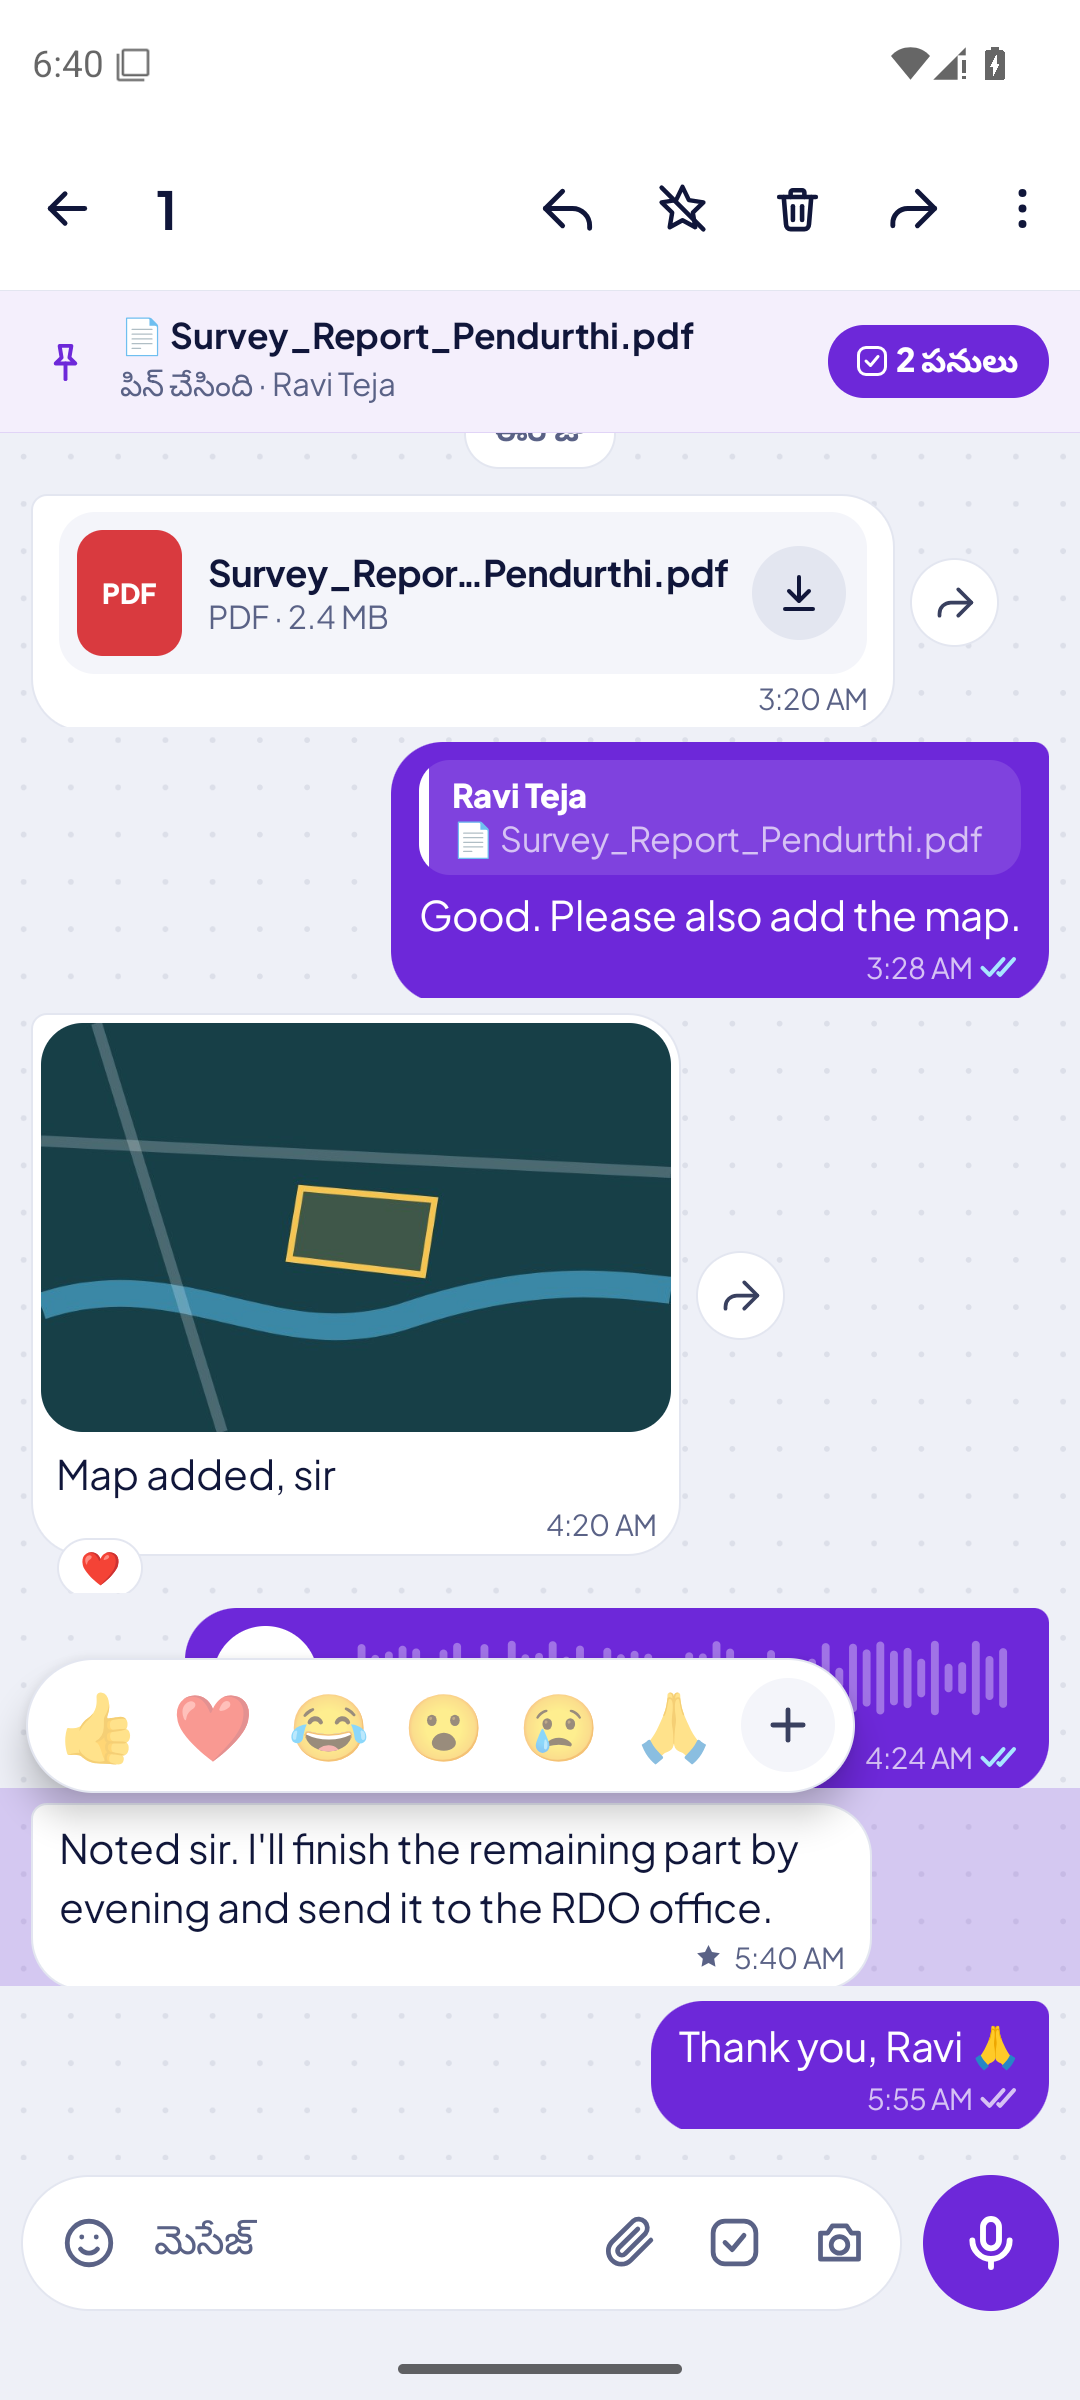 6:40
1
📄 Survey_Report_Pendurthi.pdf
పిన్ చేసింది · Ravi Teja
2 పనులు
PDF
Survey_Repor...Pendurthi.pdf
PDF · 2.4 MB
3:20 AM
Ravi Teja
📄 Survey_Report_Pendurthi.pdf
Good. Please also add the map.
3:28 AM
Map added, sir
4:20 AM
4:24 AM
Noted sir. I'll finish the remaining part by
evening and send it to the RDO office.
★ 5:40 AM
Thank you, Ravi 🙏
5:55 AM
మెసేజ్